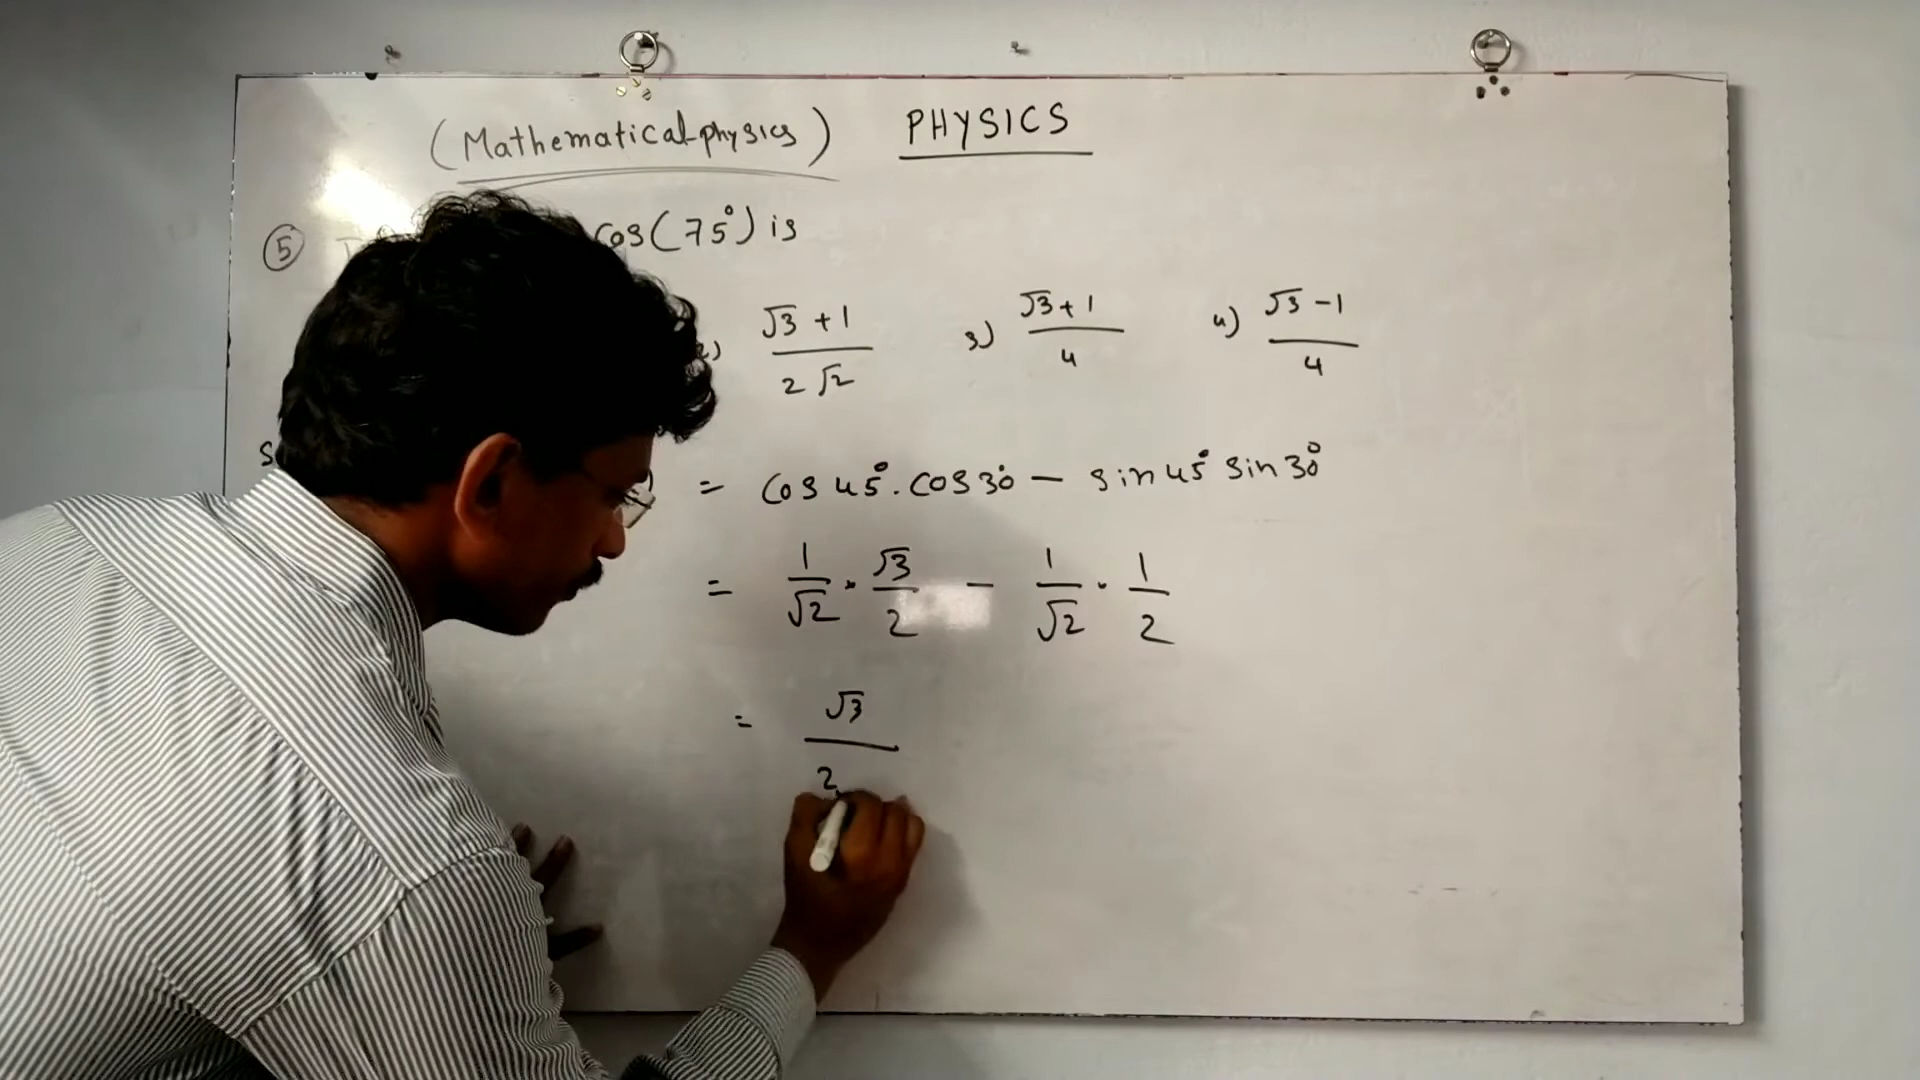 (Mathematical physics) PHYSICS
5 cos(75°) is
2) √3 + 1 / 2√2 3) √3 + 1 / 4 4) √3 - 1 / 4
= cos 45°. cos 30° - sin 45° sin 30°
= 1/√2 . √3/2 - 1/√2 . 1/2
= √3 / 2